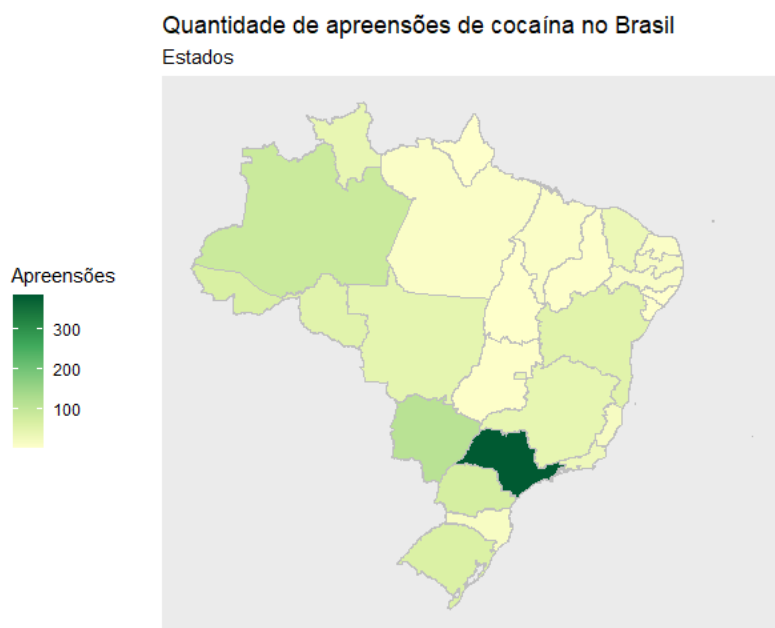 Quantidade de apreensões de cocaína no Brasil
Estados
Apreensões
300
200
100